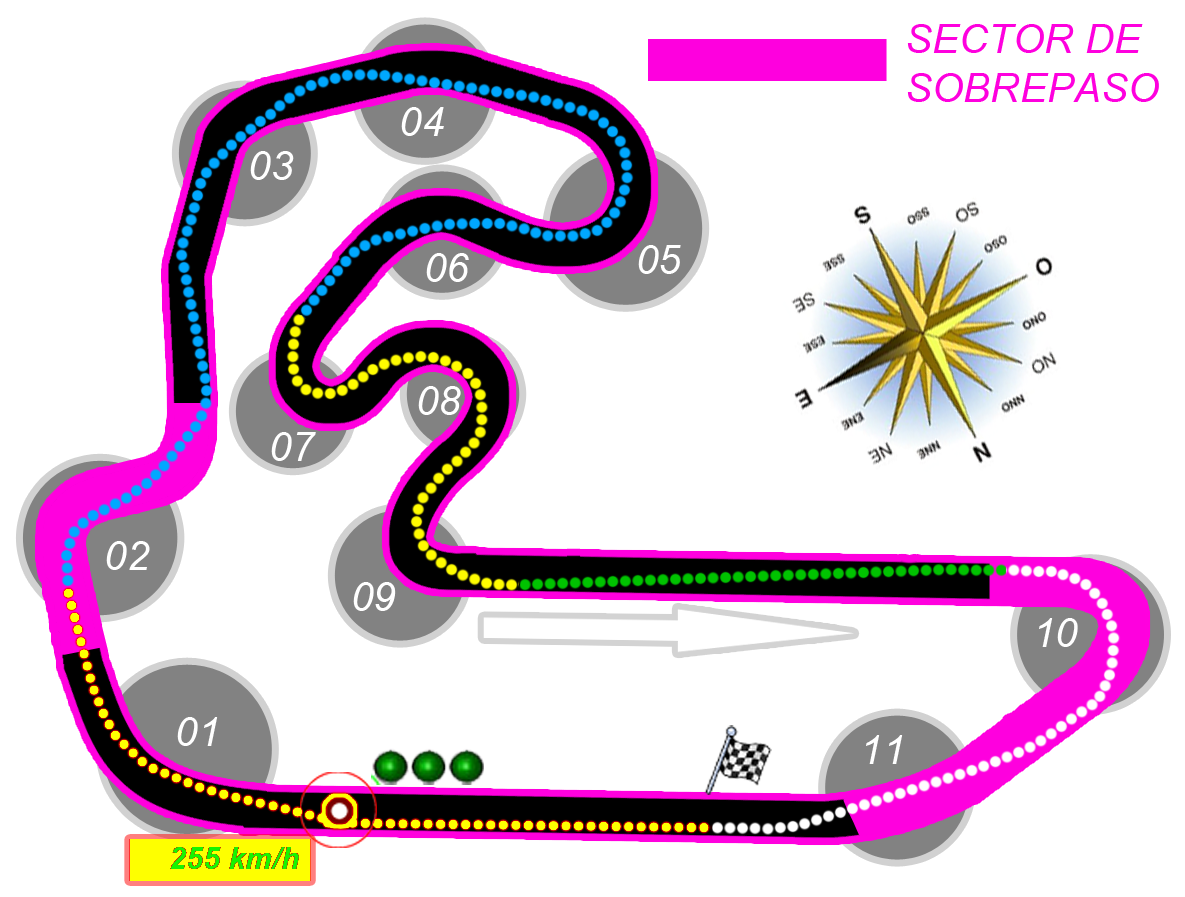 SECTOR DE
SOBREPASO
04
03
05
06
S
SSO
SO
OSO
O
ONO
NO
NNO
N
NNE
NE
ENE
E
ESE
SE
SSE
07
08
02
09
10
01
11
255 km/h